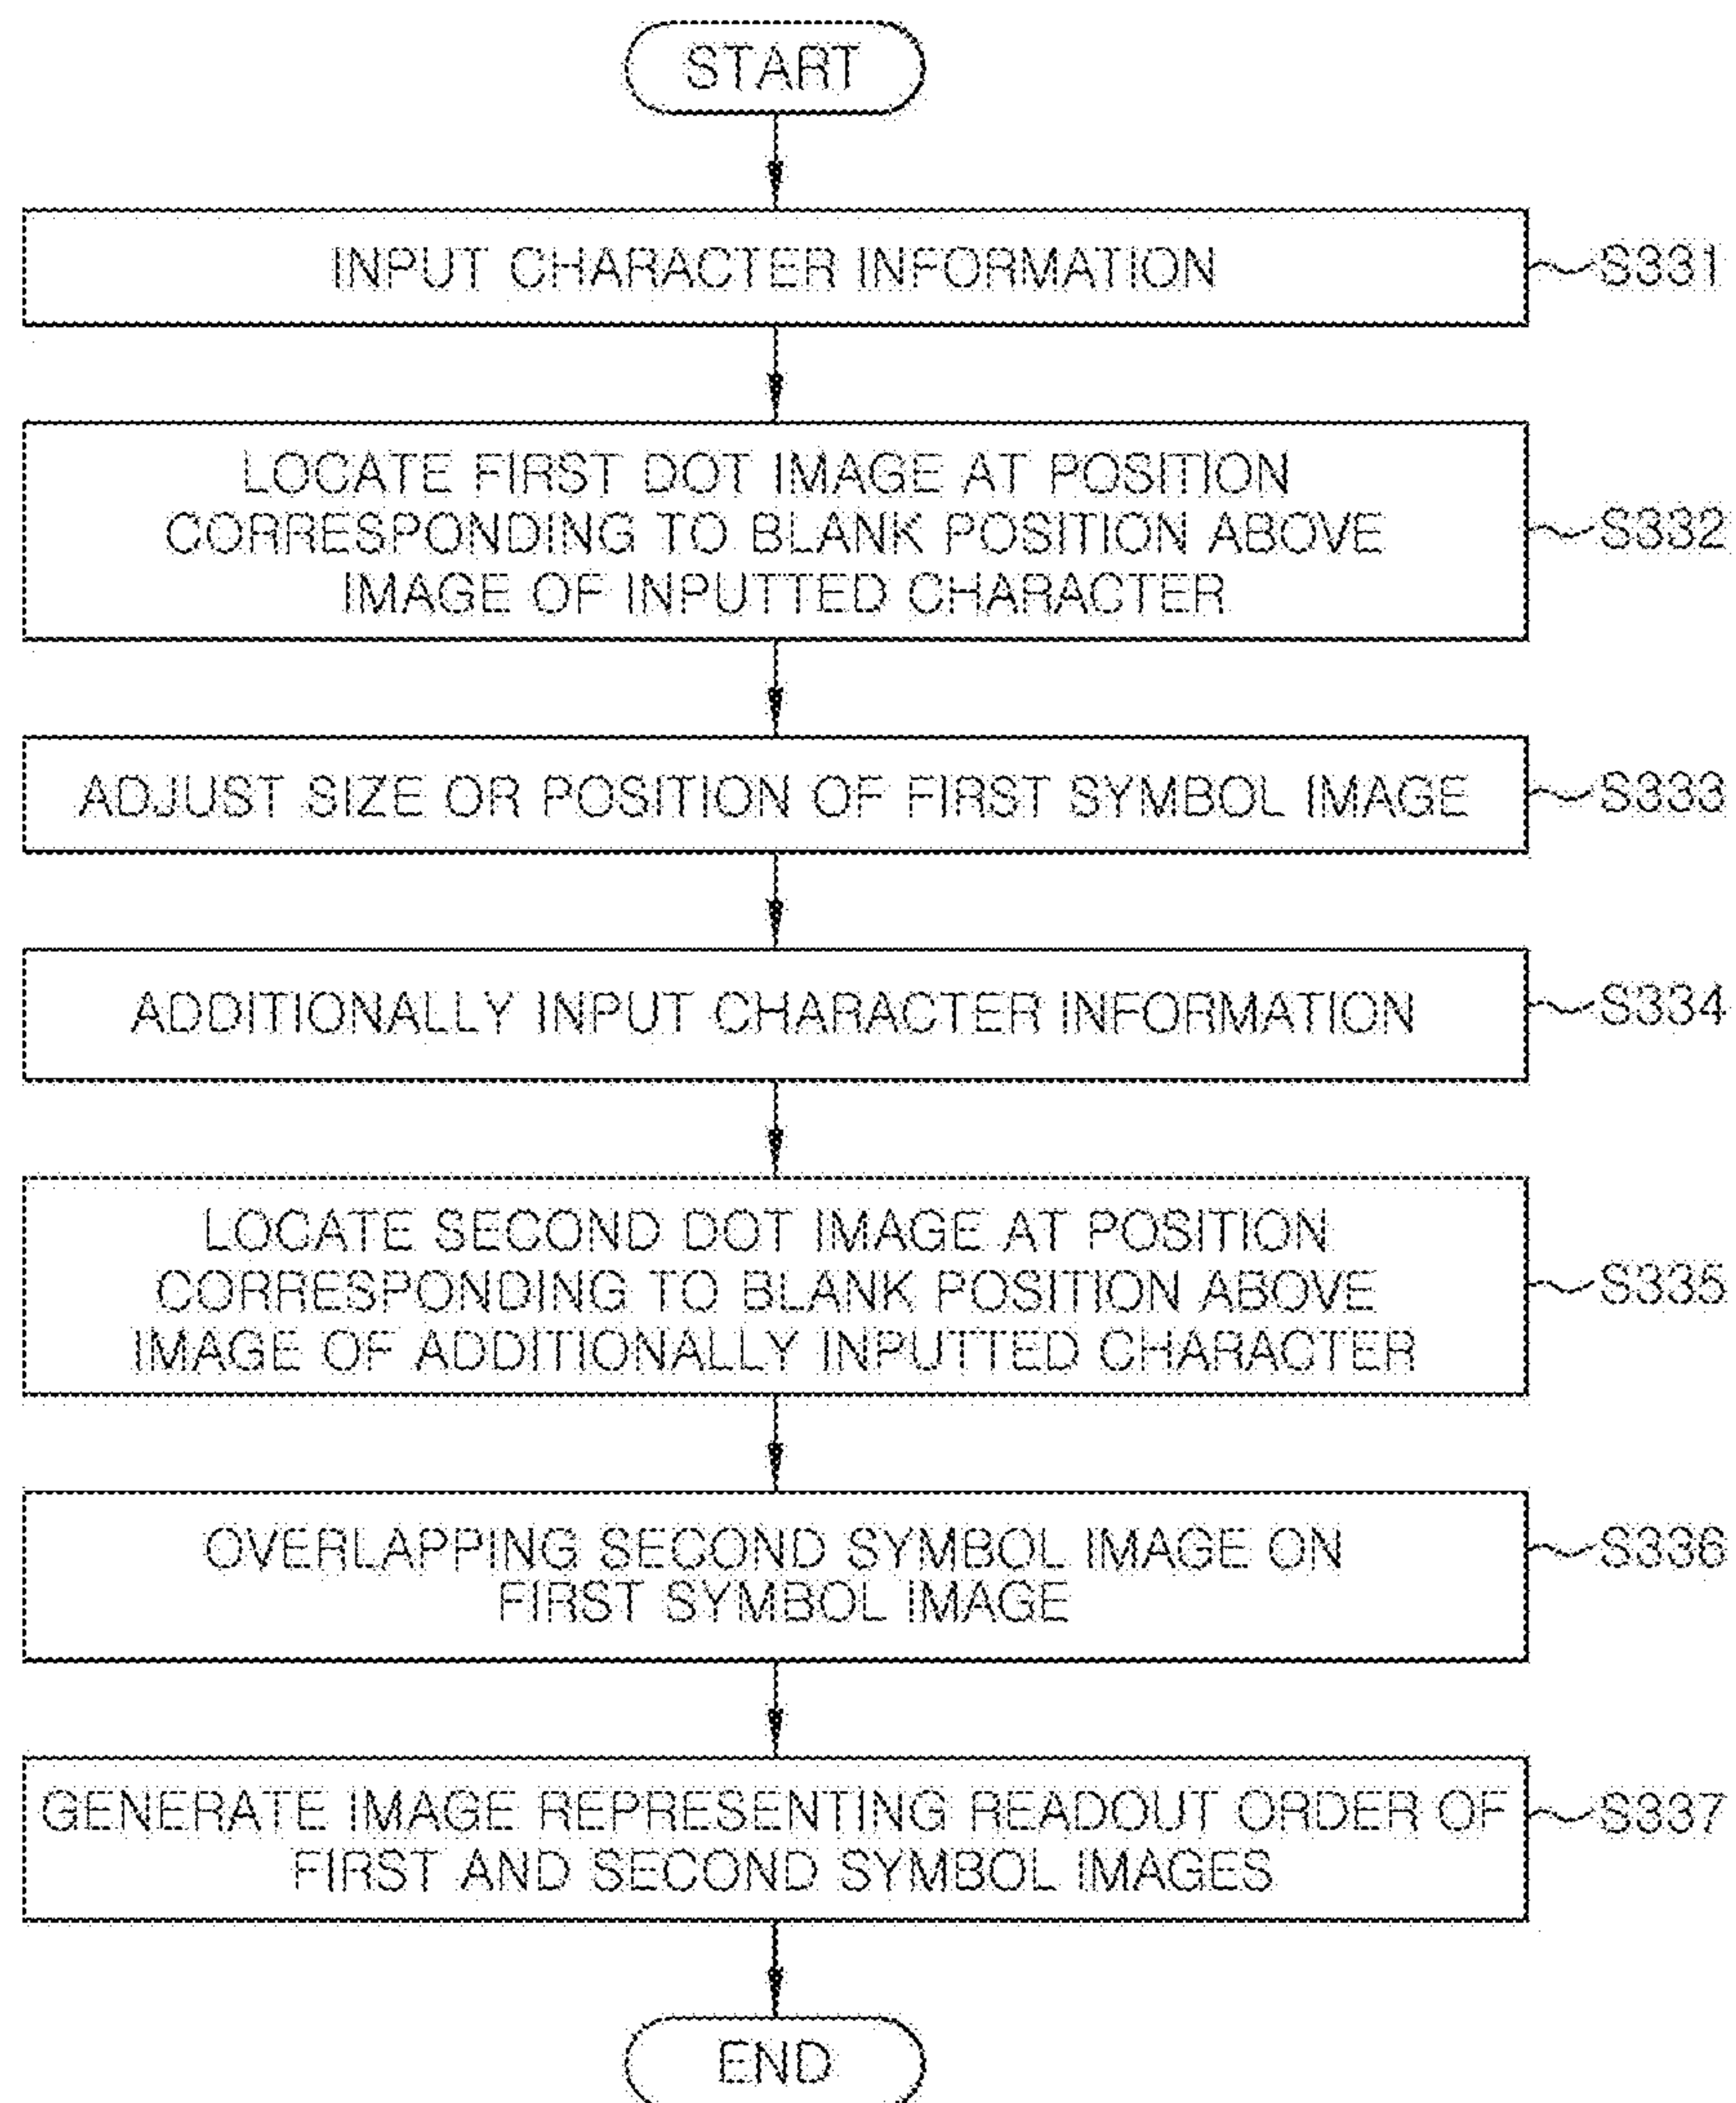 START
INPUT CHARACTER INFORMATION
S331
LOCATE FIRST DOT IMAGE AT POSITION
CORRESPONDING TO BLANK POSITION ABOVE
IMAGE OF INPUTTED CHARACTER
S332
ADJUST SIZE OR POSITION OF FIRST SYMBOL IMAGE
S333
ADDITIONALLY INPUT CHARACTER INFORMATION
S334
LOCATE SECOND DOT IMAGE AT POSITION
CORRESPONDING TO BLANK POSITION ABOVE
IMAGE OF ADDITIONALLY INPUTTED CHARACTER
S335
OVERLAPPING SECOND SYMBOL IMAGE ON
FIRST SYMBOL IMAGE
S336
GENERATE IMAGE REPRESENTING READOUT ORDER OF
FIRST AND SECOND SYMBOL IMAGES
S337
END